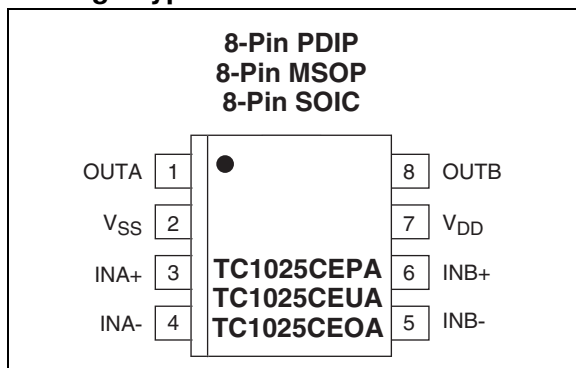 8-Pin PDIP
8-Pin MSOP
8-Pin SOIC
OUTA 1 8 OUTB
VSS 2 7 VDD
INA+ 3 TC1025CEPA 6 INB+
TC1025CEUA
INA- 4 TC1025CEOA 5 INB-